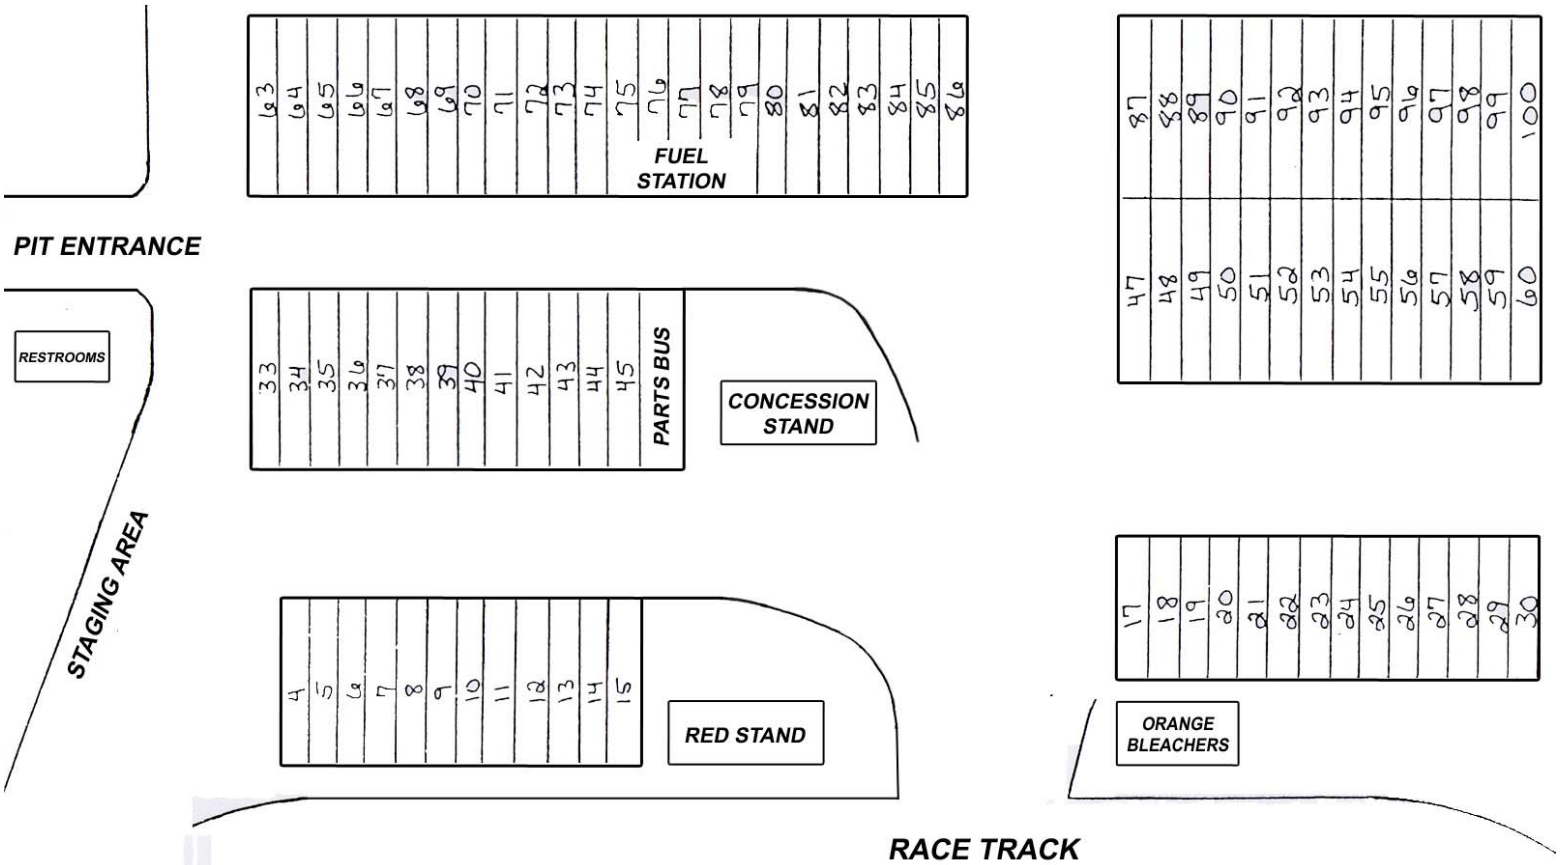 63 64 65 66 67 68 69 70 71 72 73 74 75 76 77 78 79 80 81 82 83 84 85 86
FUEL
STATION
87 88 89 90 91 92 93 94 95 96 97 98 99 100
47 48 49 50 51 52 53 54 55 56 57 58 59 60
PIT ENTRANCE
RESTROOMS
33 34 35 36 37 38 39 40 41 42 43 44 45
PARTS BUS
CONCESSION
STAND
STAGING AREA
17 18 19 20 21 22 23 24 25 26 27 28 29 30
4 5 6 7 8 9 10 11 12 13 14 15
RED STAND
ORANGE
BLEACHERS
RACE TRACK